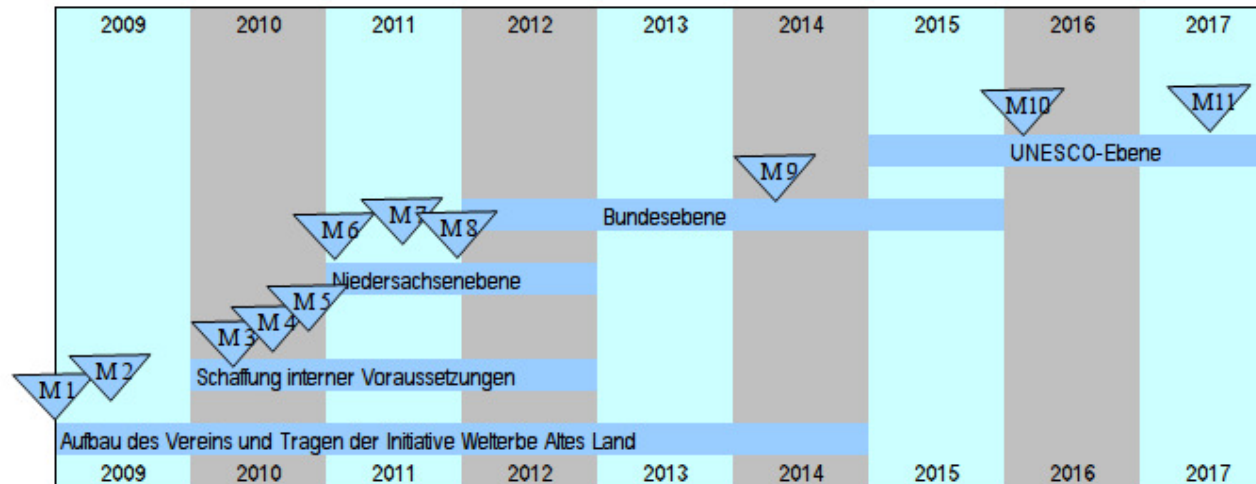 2009 2010 2011 2012 2013 2014 2015 2016 2017
M10 M11
UNESCO-Ebene
M9
M6 M7 M8 Bundesebene
Niedersachsenebene
M3 M4 M5
Schaffung interner Voraussetzungen
M1 M2
Aufbau des Vereins und Tragen der Initiative Welterbe Altes Land
2009 2010 2011 2012 2013 2014 2015 2016 2017